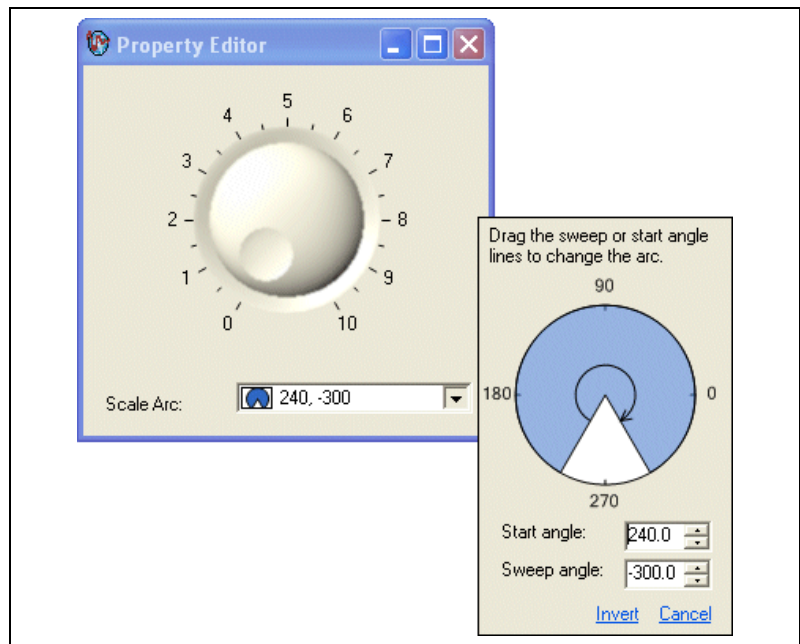 Property Editor
5
4
6
3
7
2
8
1
9
0
10
Scale Arc:
240, -300
Drag the sweep or start angle
lines to change the arc.
90
180
0
270
Start angle:
240.0
Sweep angle:
-300.0
Invert
Cancel